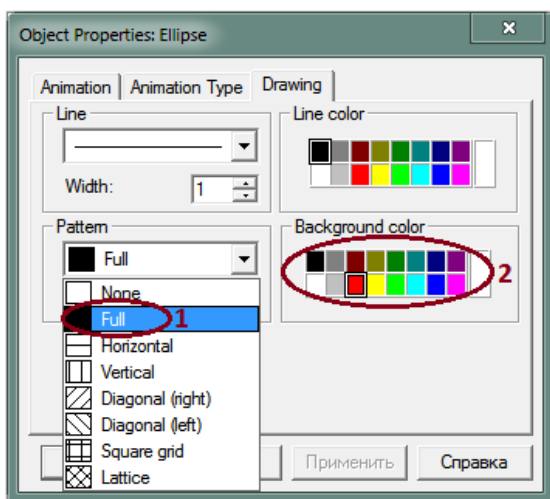 Object Properties: Ellipse
x
Animation Animation Type Drawing
Line
Line color
Width: 1
Pattern
Background color
Full
2
None
Full 1
Horizontal
Vertical
Diagonal (right)
Diagonal (left)
Square grid
Lattice
Применить Справка